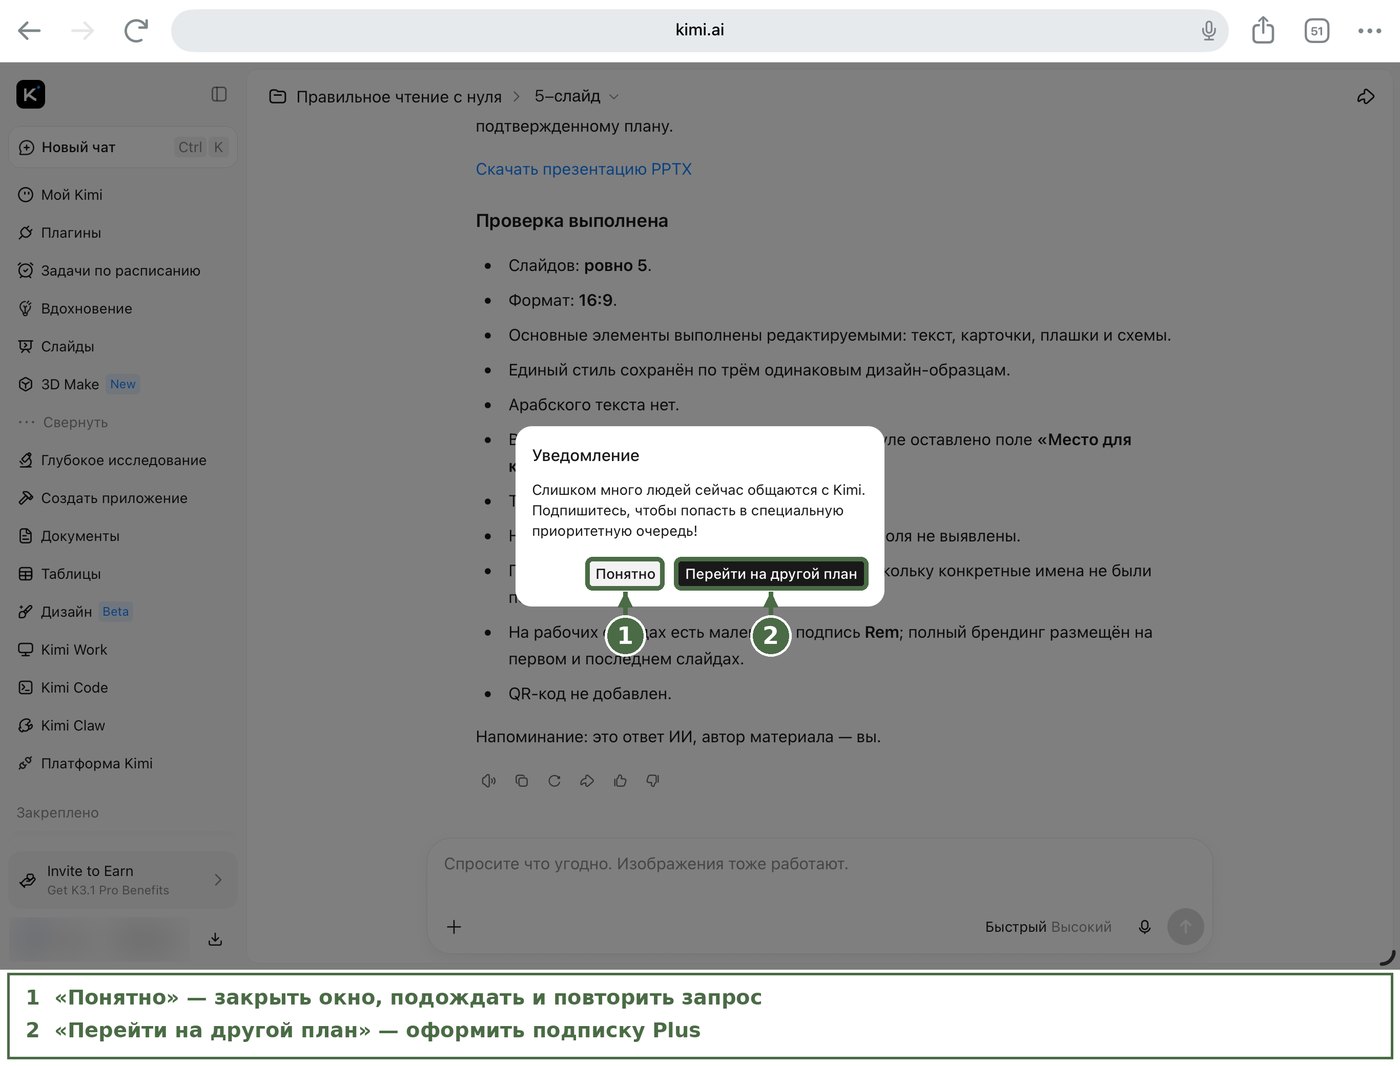 kimi.ai
51
Правильное чтение с нуля > 5–слайд
Новый чат Ctrl K
Мой Kimi
Плагины
Задачи по расписанию
Вдохновение
Слайды
3D Make New
Свернуть
Глубокое исследование
Создать приложение
Документы
Таблицы
Дизайн Beta
Kimi Work
Kimi Code
Kimi Claw
Платформа Kimi
Закреплено
Invite to Earn
Get K3.1 Pro Benefits
подтвержденному плану.
Скачать презентацию PPTX
Проверка выполнена
• Слайдов: ровно 5.
• Формат: 16:9.
• Основные элементы выполнены редактируемыми: текст, карточки, плашки и схемы.
• Единый стиль сохранён по трём одинаковым дизайн-образцам.
• Арабского текста нет.
оставлено поле «Место для
не выявлены.
конкретные имена не были
• На рабочих есть подпись Rem; полный брендинг размещён на
первом и последнем слайдах.
• QR-код не добавлен.
Напоминание: это ответ ИИ, автор материала — вы.
Уведомление
Слишком много людей сейчас общаются с Kimi.
Подпишитесь, чтобы попасть в специальную
приоритетную очередь!
Понятно Перейти на другой план
1 2
Спросите что угодно. Изображения тоже работают.
Быстрый Высокий
1 «Понятно» — закрыть окно, подождать и повторить запрос
2 «Перейти на другой план» — оформить подписку Plus